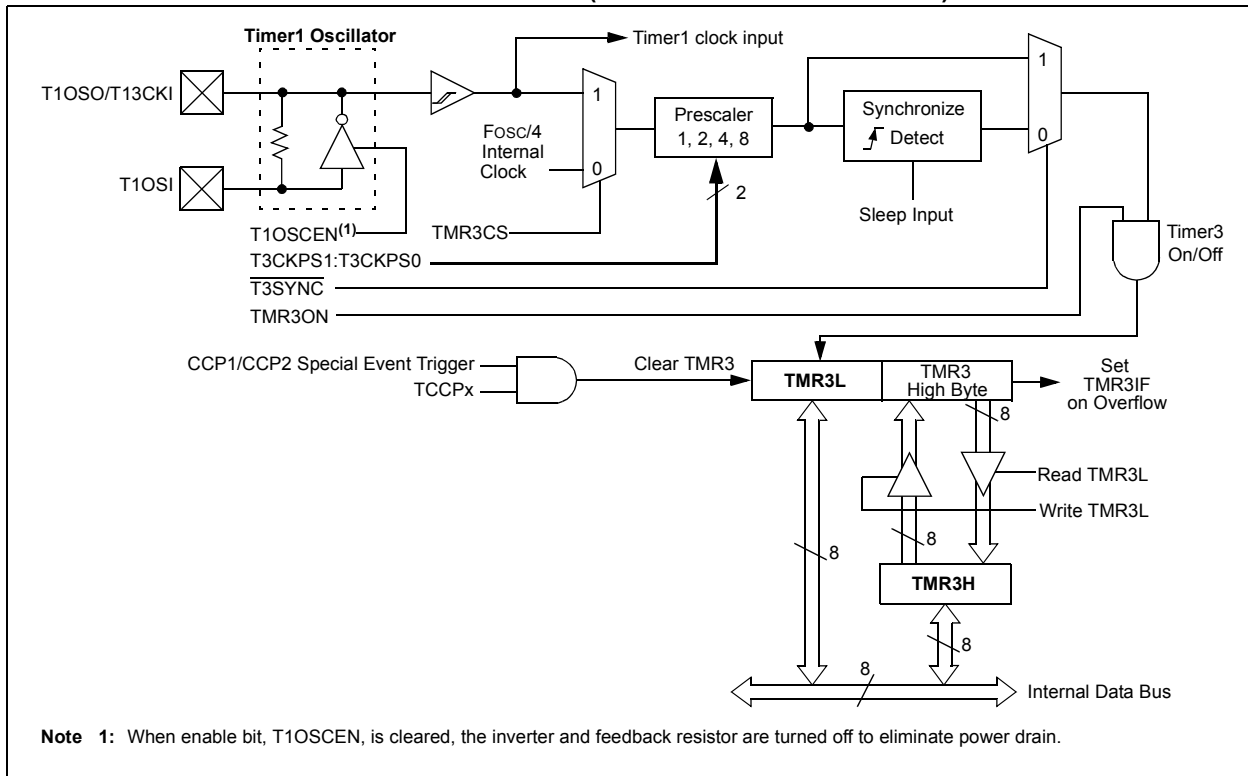 Timer1 Oscillator
Timer1 clock input
T1OSO/T13CKI
T1OSI
1
FOSC/4
Internal
Clock
0
Prescaler
1, 2, 4, 8
2
Synchronize
Detect
Sleep Input
1
0
Timer3
On/Off
T1OSCEN(1)
TMR3CS
T3CKPS1:T3CKPS0
T3SYNC
TMR3ON
CCP1/CCP2 Special Event Trigger
TCCPx
Clear TMR3
TMR3L
TMR3
High Byte
Set
TMR3IF
on Overflow
8
Read TMR3L
Write TMR3L
8
8
TMR3H
8
8
Internal Data Bus
Note 1: When enable bit, T1OSCEN, is cleared, the inverter and feedback resistor are turned off to eliminate power drain.